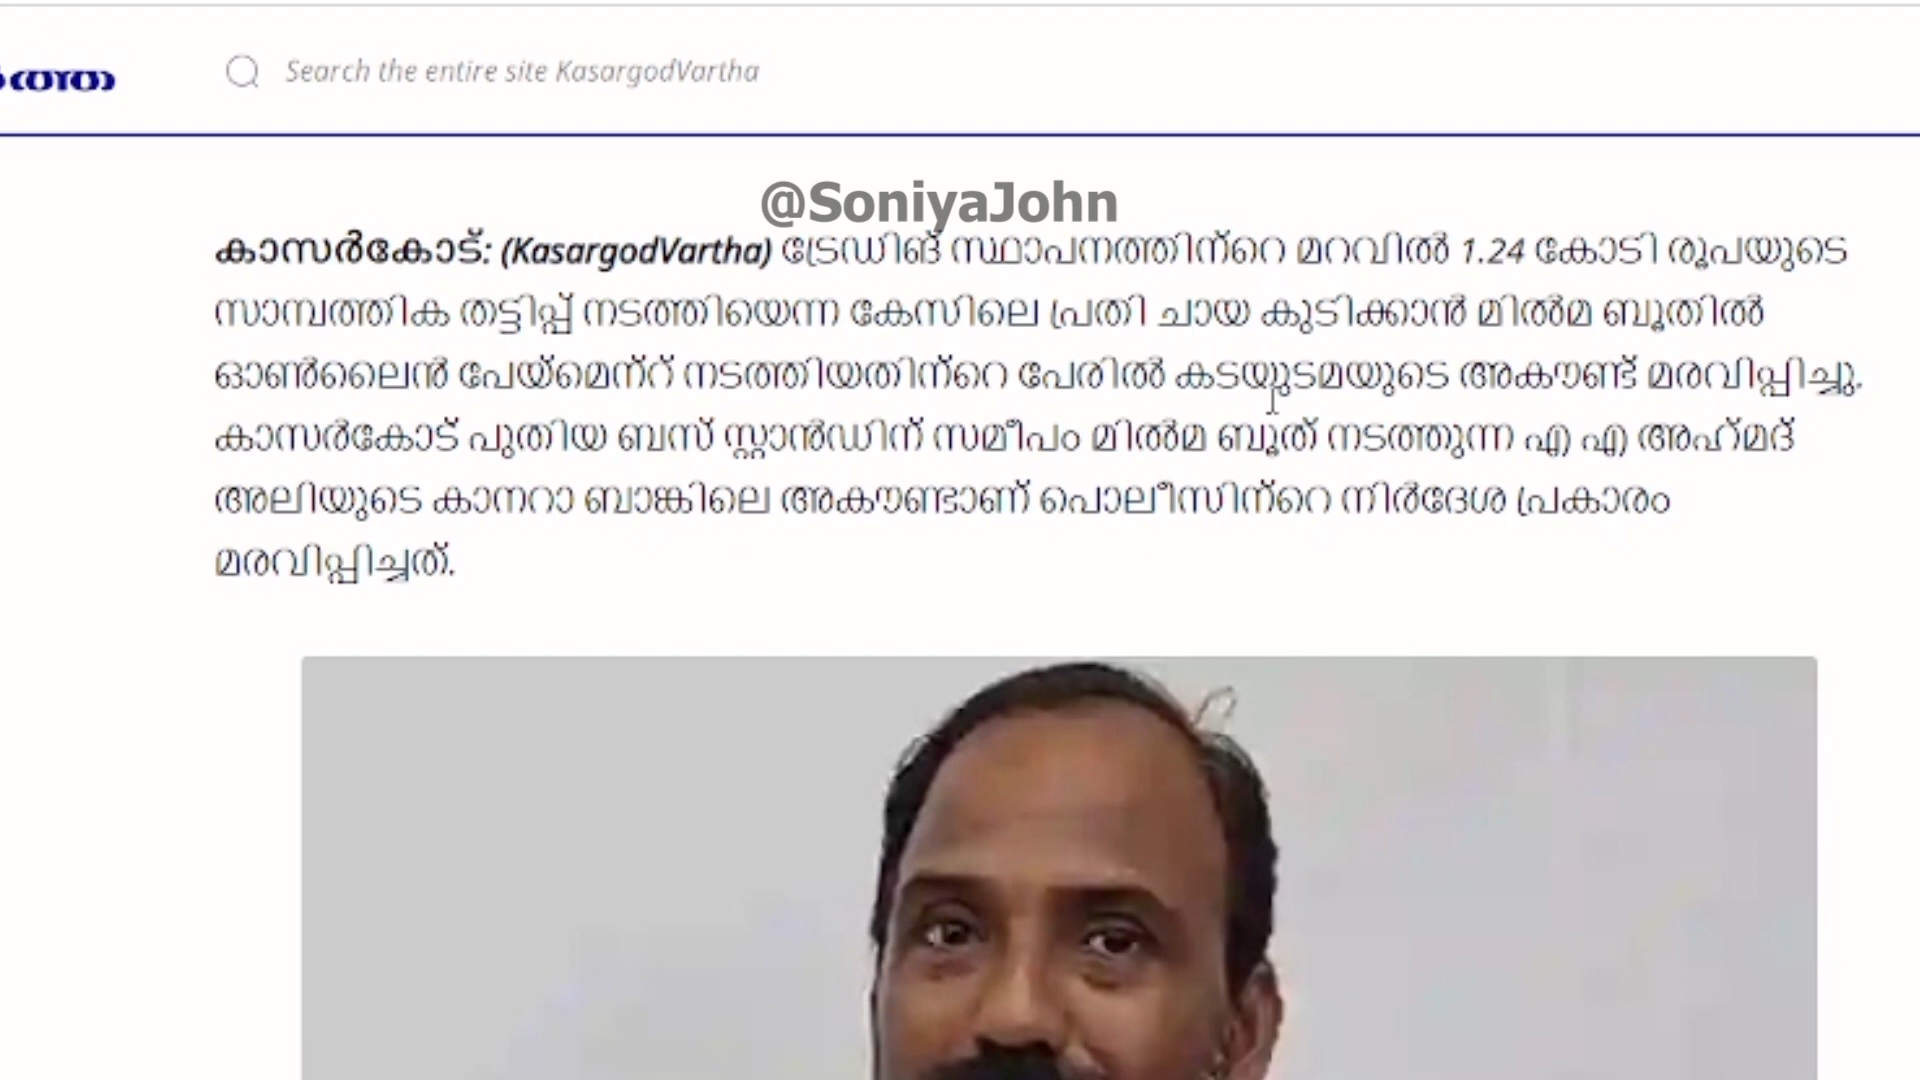 Search the entire site KasargodVartha
@SoniyaJohn
കാസർകോട്: (KasargodVartha) ട്രേഡിങ് സ്ഥാപനത്തിന്റെ മറവിൽ 1.24 കോടി രൂപയുടെ
സാമ്പത്തിക തട്ടിപ്പ് നടത്തിയെന്ന കേസിലെ പ്രതി ചായ കുടിക്കാൻ മിൽമ ബൂതിൽ
ഓൺലൈൻ പേയ്മെന്റ് നടത്തിയതിന്റെ പേരിൽ കടയുടമയുടെ അകൗണ്ട് മരവിപ്പിച്ചു.
കാസർകോട് പുതിയ ബസ് സ്റ്റാൻഡിന് സമീപം മിൽമ ബൂത് നടത്തുന്ന എ എ അഹ്‌മദ്
അലിയുടെ കാനറാ ബാങ്കിലെ അകൗണ്ടാണ് പൊലീസിന്റെ നിർദേശ പ്രകാരം
മരവിപ്പിച്ചത്.